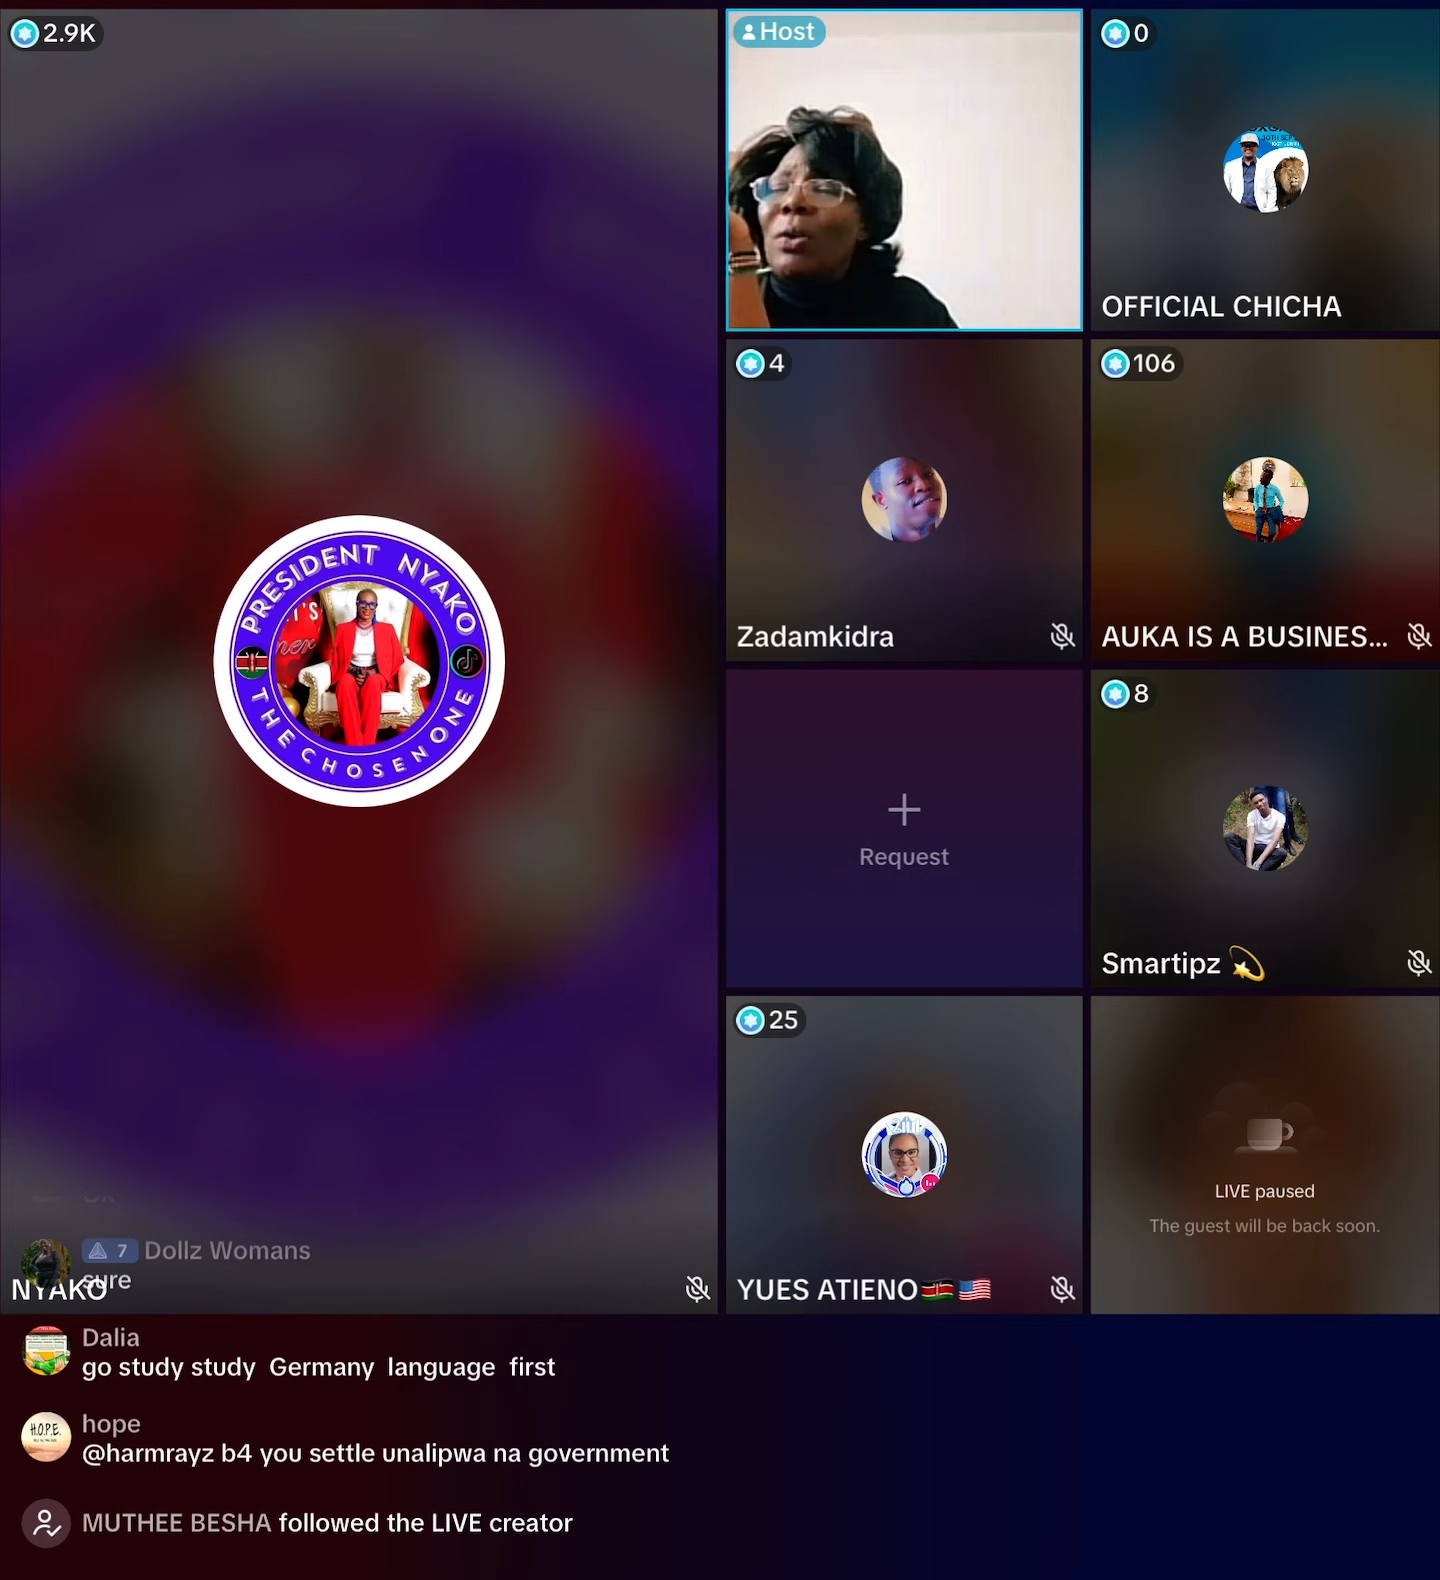 2.9K
PRESIDENT NYAKO
THE CHOSEN ONE
NYAKO
Host
0
OFFICIAL CHICHA
4
Zadamkidra
106
AUKA IS A BUSINES...
+
Request
8
Smartipz 💫
25
YUES ATIENO🇰🇪🇺🇸
LIVE paused
The guest will be back soon.
7 Dollz Womans
sure
Dalia
go study study Germany language first
H.O.P.E.
hope
@harmrayz b4 you settle unalipwa na government
MUTHEE BESHA followed the LIVE creator